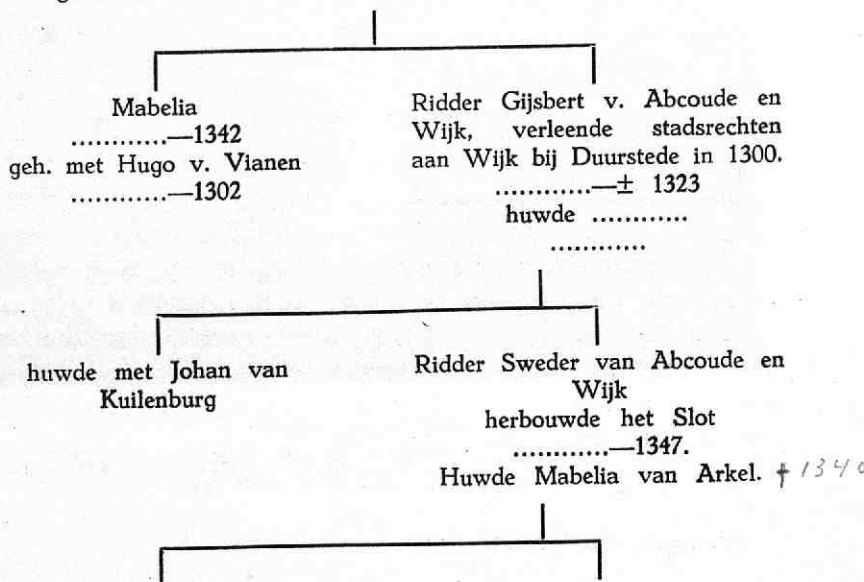 Mabelia
............—1342
geh. met Hugo v. Vianen
............—1302
Ridder Gijsbert v. Abcoude en
Wijk, verleende stadsrechten
aan Wijk bij Duurstede in 1300.
............—± 1323
huwde ............
............
huwde met Johan van
Kuilenburg
Ridder Sweder van Abcoude en
Wijk
herbouwde het Slot
............—1347.
Huwde Mabelia van Arkel. † 1340